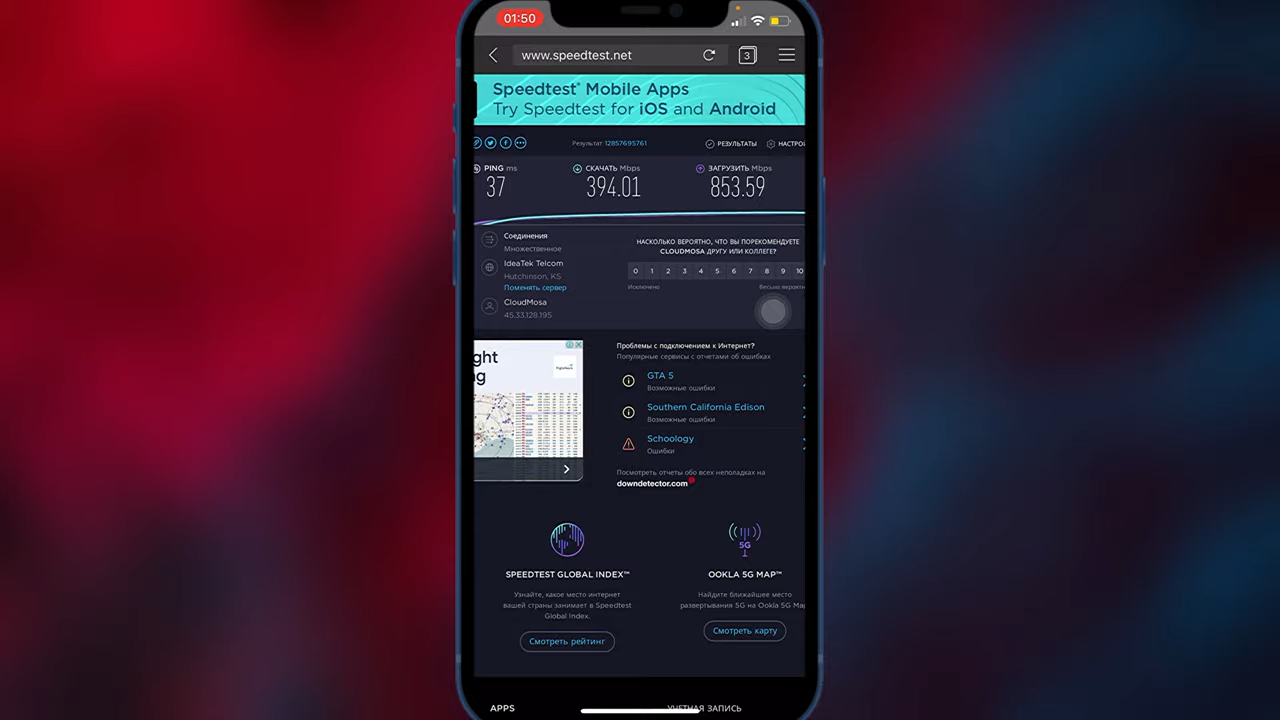 01:50
www.speedtest.net
3
Speedtest® Mobile Apps
Try Speedtest for iOS and Android
Результат 12857695761
РЕЗУЛЬТАТЫ
НАСТРОЙ
PING ms
37
СКАЧАТЬ Mbps
394.01
ЗАГРУЗИТЬ Mbps
853.59
Соединения
Множественное
IdeaTek Telcom
Hutchinson, KS
Поменять сервер
CloudMosa
45.33.128.195
НАСКОЛЬКО ВЕРОЯТНО, ЧТО ВЫ ПОРЕКОМЕНДУЕТЕ
CLOUDMOSA ДРУГУ ИЛИ КОЛЛЕГЕ?
0 1 2 3 4 5 6 7 8 9 10
Исключено
Весьма вероятн
ght
ng
Проблемы с подключением к Интернет?
Популярные сервисы с отчетами об ошибках
GTA 5
Возможные ошибки
Southern California Edison
Возможные ошибки
Schoology
Ошибки
Посмотреть отчеты обо всех неполадках на
downdetector.com
SPEEDTEST GLOBAL INDEX™
Узнайте, какое место интернет
вашей страны занимает в Speedtest
Global Index.
Смотреть рейтинг
5G
OOKLA 5G MAP™
Найдите ближайшее место
развертывания 5G на Ookla 5G Map
Смотреть карту
APPS
УЧЕТНАЯ ЗАПИСЬ